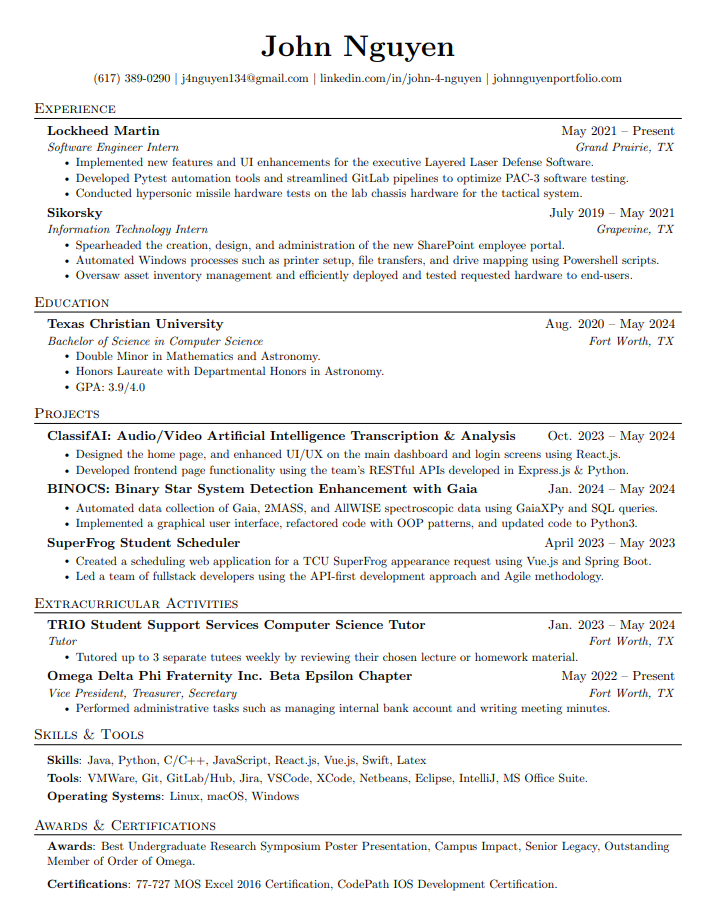 John Nguyen
(617) 389-0290 | j4nguyen134@gmail.com | linkedin.com/in/john-4-nguyen | johnnguyenportfolio.com
Experience
Lockheed Martin May 2021 – Present
Software Engineer Intern Grand Prairie, TX
• Implemented new features and UI enhancements for the executive Layered Laser Defense Software.
• Developed Pytest automation tools and streamlined GitLab pipelines to optimize PAC-3 software testing.
• Conducted hypersonic missile hardware tests on the lab chassis hardware for the tactical system.
Sikorsky July 2019 – May 2021
Information Technology Intern Grapevine, TX
• Spearheaded the creation, design, and administration of the new SharePoint employee portal.
• Automated Windows processes such as printer setup, file transfers, and drive mapping using Powershell scripts.
• Oversaw asset inventory management and efficiently deployed and tested requested hardware to end-users.
Education
Texas Christian University Aug. 2020 – May 2024
Bachelor of Science in Computer Science Fort Worth, TX
• Double Minor in Mathematics and Astronomy.
• Honors Laureate with Departmental Honors in Astronomy.
• GPA: 3.9/4.0
Projects
ClassifAI: Audio/Video Artificial Intelligence Transcription & Analysis Oct. 2023 – May 2024
• Designed the home page, and enhanced UI/UX on the main dashboard and login screens using React.js.
• Developed frontend page functionality using the team's RESTful APIs developed in Express.js & Python.
BINOCS: Binary Star System Detection Enhancement with Gaia Jan. 2024 – May 2024
• Automated data collection of Gaia, 2MASS, and AllWISE spectroscopic data using GaiaXPy and SQL queries.
• Implemented a graphical user interface, refactored code with OOP patterns, and updated code to Python3.
SuperFrog Student Scheduler April 2023 – May 2023
• Created a scheduling web application for a TCU SuperFrog appearance request using Vue.js and Spring Boot.
• Led a team of fullstack developers using the API-first development approach and Agile methodology.
Extracurricular Activities
TRIO Student Support Services Computer Science Tutor Jan. 2023 – May 2024
Tutor Fort Worth, TX
• Tutored up to 3 separate tutees weekly by reviewing their chosen lecture or homework material.
Omega Delta Phi Fraternity Inc. Beta Epsilon Chapter May 2022 – Present
Vice President, Treasurer, Secretary Fort Worth, TX
• Performed administrative tasks such as managing internal bank account and writing meeting minutes.
Skills & Tools
Skills: Java, Python, C/C++, JavaScript, React.js, Vue.js, Swift, Latex
Tools: VMWare, Git, GitLab/Hub, Jira, VSCode, XCode, Netbeans, Eclipse, IntelliJ, MS Office Suite.
Operating Systems: Linux, macOS, Windows
Awards & Certifications
Awards: Best Undergraduate Research Symposium Poster Presentation, Campus Impact, Senior Legacy, Outstanding
Member of Order of Omega.
Certifications: 77-727 MOS Excel 2016 Certification, CodePath IOS Development Certification.